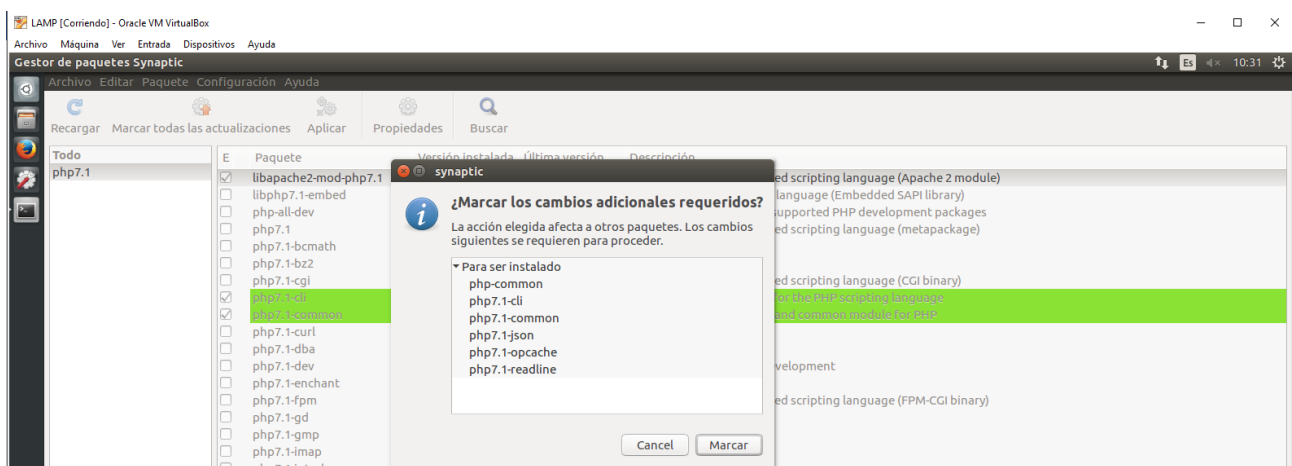 LAMP [Corriendo] - Oracle VM VirtualBox
Archivo Máquina Ver Entrada Dispositivos Ayuda
Gestor de paquetes Synaptic Es 10:31
Archivo Editar Paquete Configuración Ayuda
Recargar Marcar todas las actualizaciones Aplicar Propiedades Buscar
Todo
php7.1
E Paquete Versión instalada Última versión Descripción
libapache2-mod-php7.1 ed scripting language (Apache 2 module)
libphp7.1-embed language (Embedded SAPI library)
php-all-dev upported PHP development packages
php7.1 ed scripting language (metapackage)
php7.1-bcmath
php7.1-bz2
php7.1-cgi ed scripting language (CGI binary)
php7.1-cli or the PHP scripting language
php7.1-common and common module for PHP
php7.1-curl
php7.1-dba
php7.1-dev velopment
php7.1-enchant
php7.1-fpm ed scripting language (FPM-CGI binary)
php7.1-gd
php7.1-gmp
php7.1-imap
synaptic
¿Marcar los cambios adicionales requeridos?
La acción elegida afecta a otros paquetes. Los cambios
siguientes se requieren para proceder.
Para ser instalado
php-common
php7.1-cli
php7.1-common
php7.1-json
php7.1-opcache
php7.1-readline
Cancel Marcar